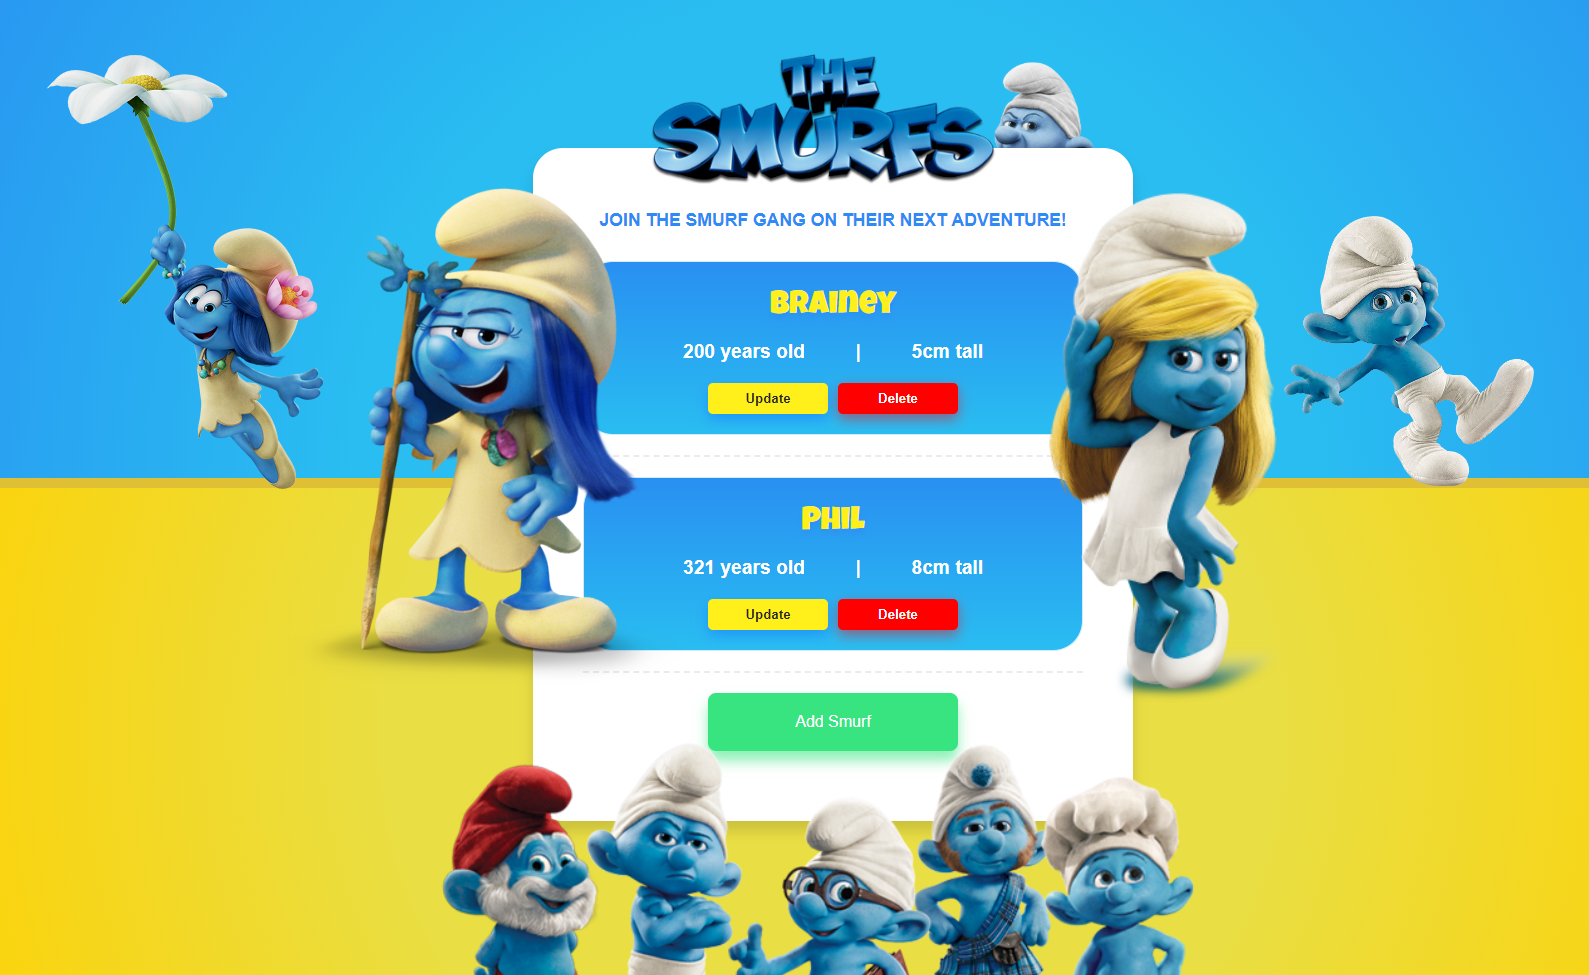 THE
SMURFS
JOIN THE SMURF GANG ON THEIR NEXT ADVENTURE!
Brainey
200 years old | 5cm tall
Update Delete
Phil
321 years old | 8cm tall
Update Delete
Add Smurf